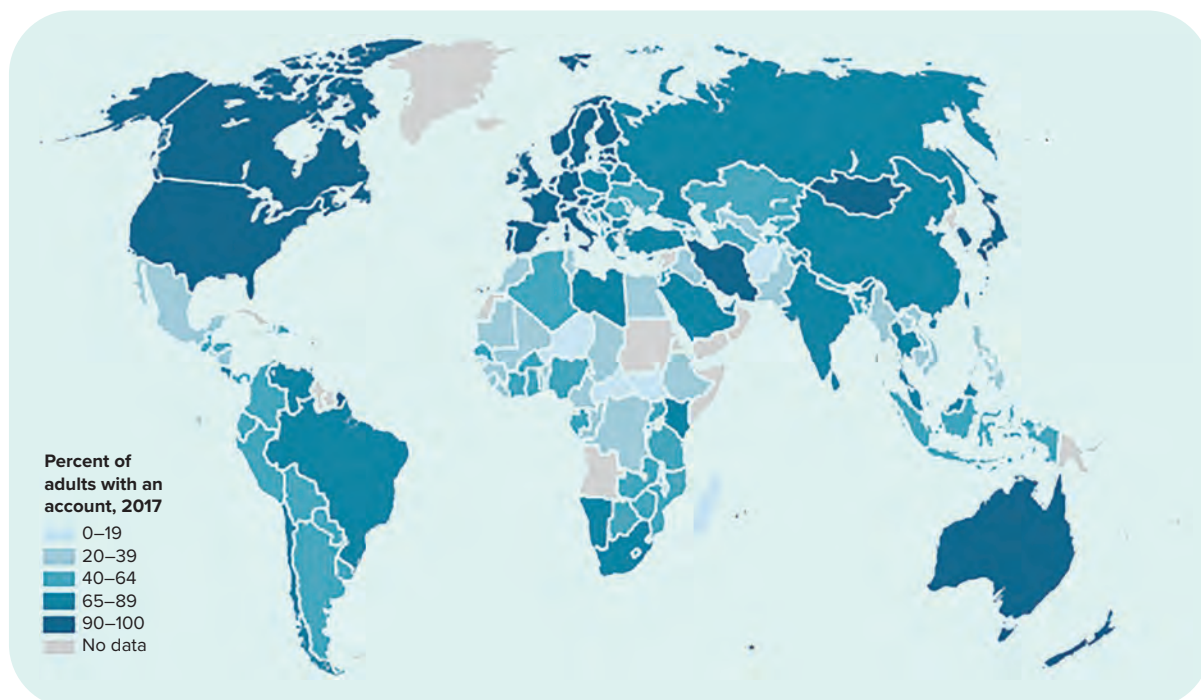 Percent of
adults with an
account, 2017
0–19
20–39
40–64
65–89
90–100
No data